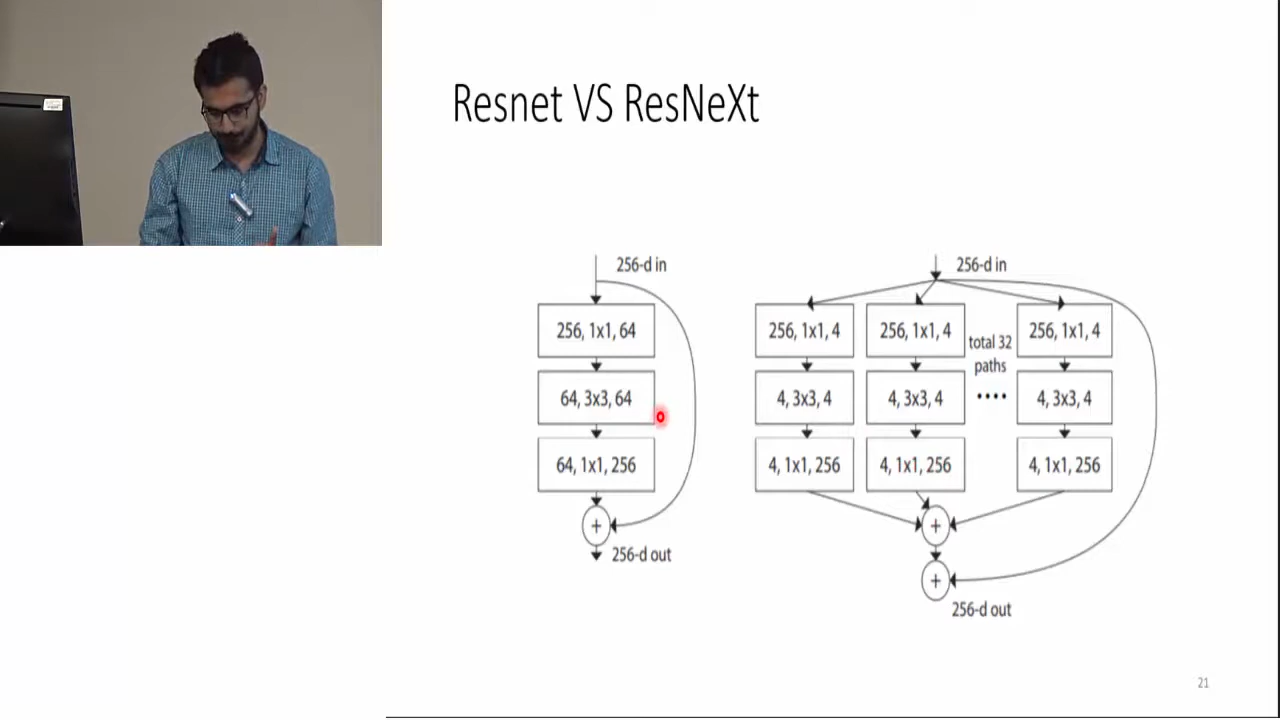 Resnet VS ResNeXt
256-d in
256, 1x1, 64
64, 3x3, 64
64, 1x1, 256
+
256-d out
256-d in
256, 1x1, 4
256, 1x1, 4
total 32
paths
256, 1x1, 4
4, 3x3, 4
4, 3x3, 4
....
4, 3x3, 4
4, 1x1, 256
4, 1x1, 256
4, 1x1, 256
+
+
256-d out
21